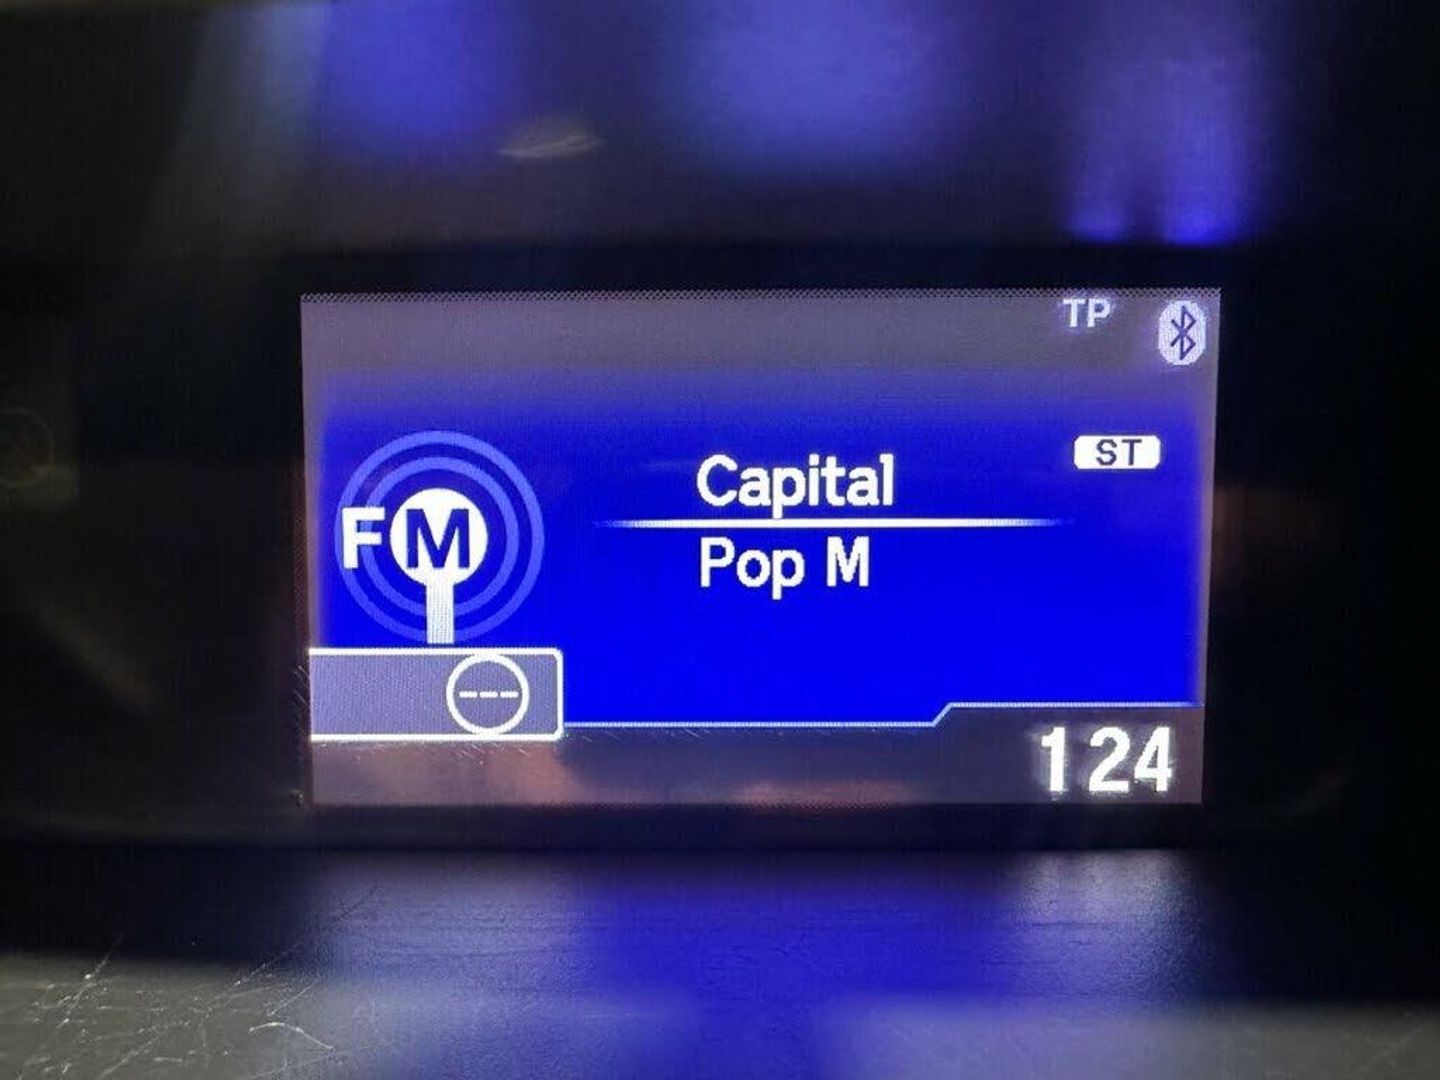 TP
ST
Capital
FM
Pop M
---
124